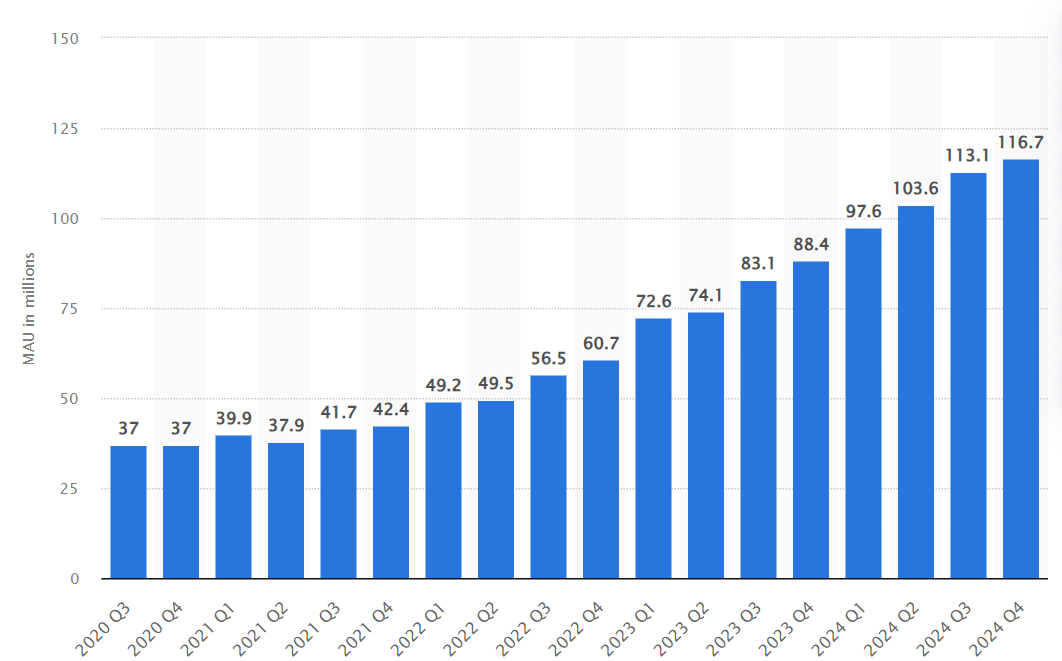 150
125
100
75
50
25
0
MAU in millions
37
37
39.9
37.9
41.7
42.4
49.2
49.5
56.5
60.7
72.6
74.1
83.1
88.4
97.6
103.6
113.1
116.7
2020 Q3
2020 Q4
2021 Q1
2021 Q2
2021 Q3
2021 Q4
2022 Q1
2022 Q2
2022 Q3
2022 Q4
2023 Q1
2023 Q2
2023 Q3
2023 Q4
2024 Q1
2024 Q2
2024 Q3
2024 Q4